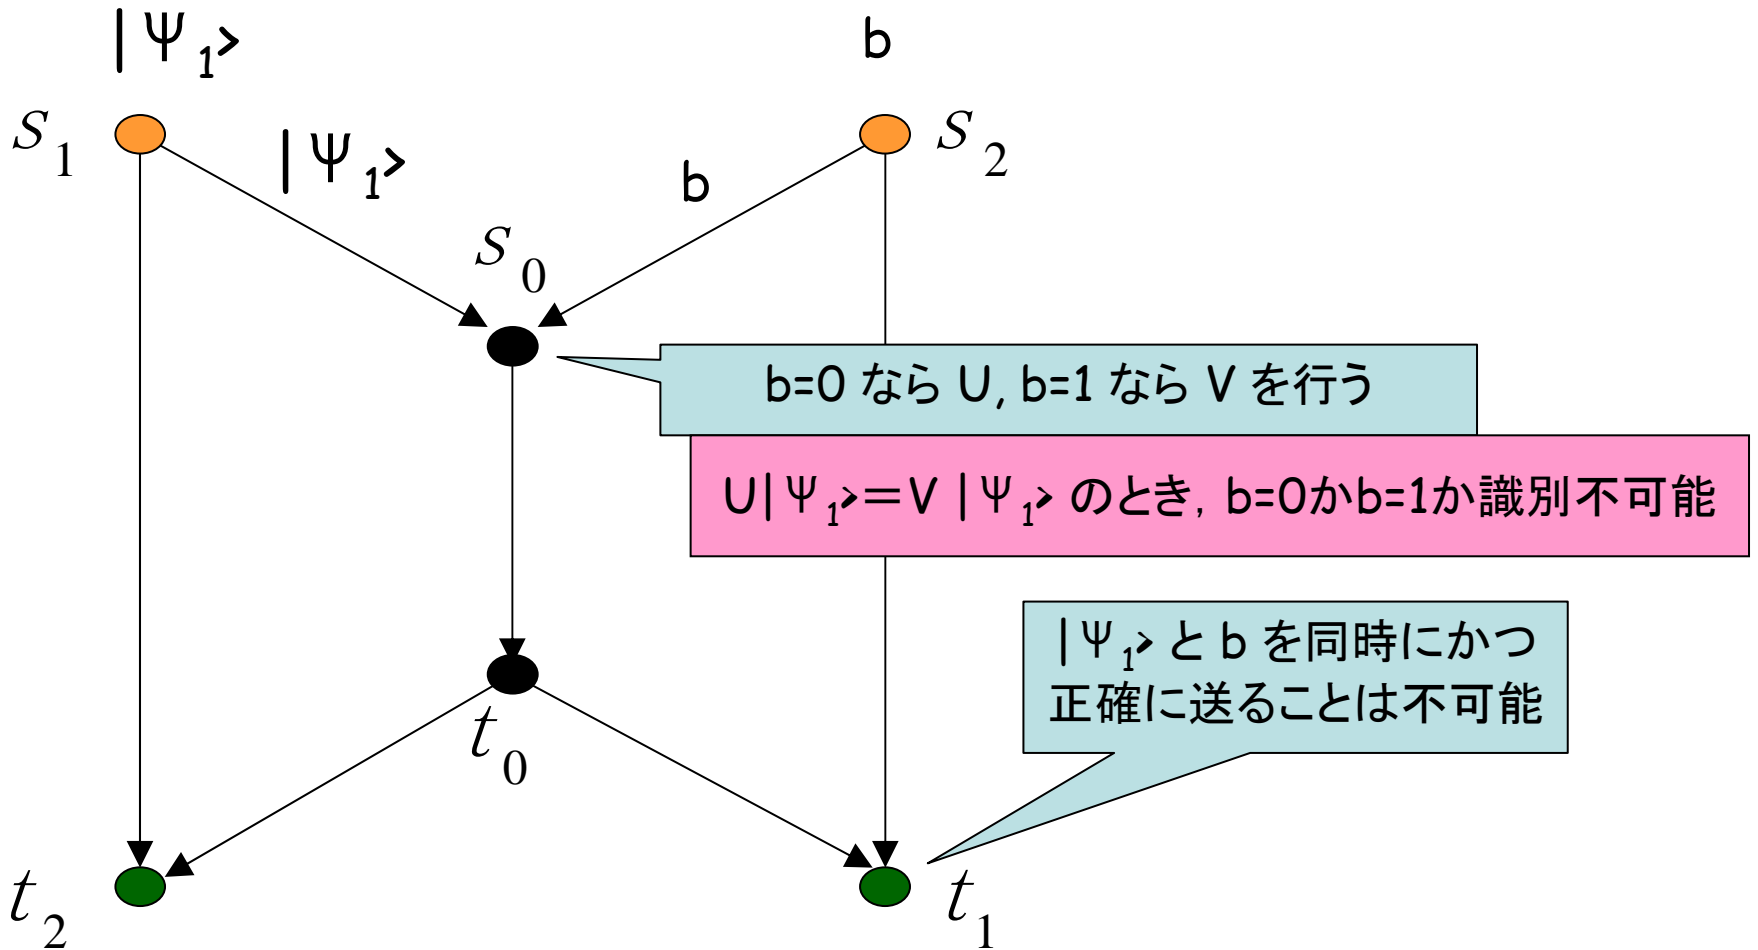 |Ψ₁>
b
S₁
|Ψ₁>
b
S₂
S₀
b=0 なら U, b=1 なら V を行う
U|Ψ₁>=V |Ψ₁> のとき, b=0かb=1か識別不可能
|Ψ₁> と b を同時にかつ
正確に送ることは不可能
t₀
t₂
t₁